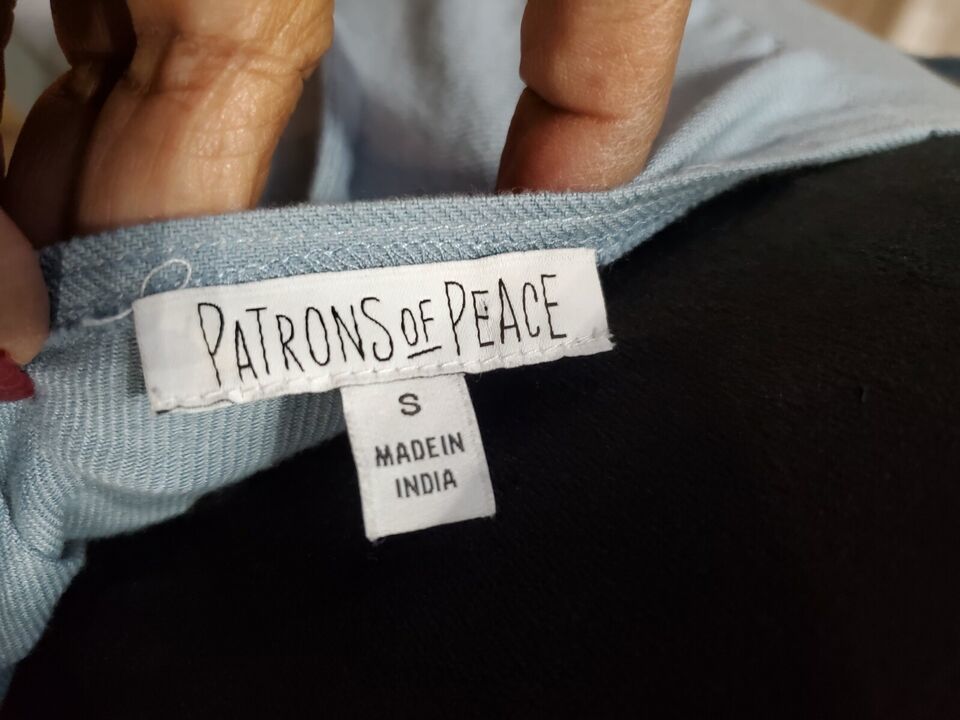 PATRONS OF PEACE
S
MADE IN
INDIA